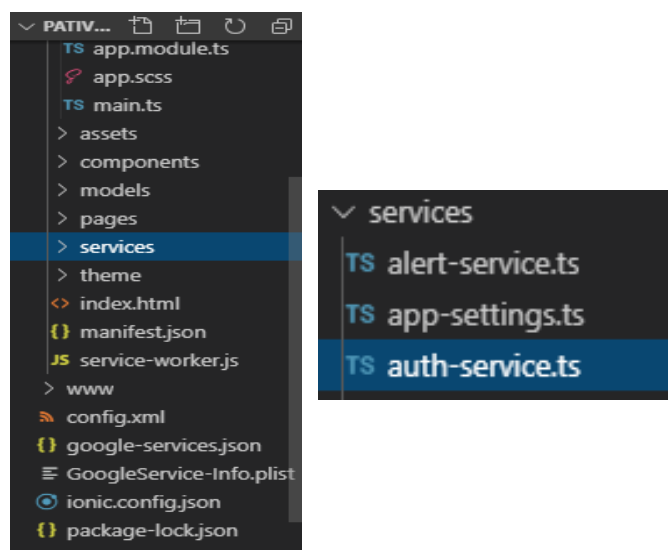 PATIV...
TS app.module.ts
app.scss
TS main.ts
assets
components
models
pages
services
theme
<> index.html
{} manifest.json
JS service-worker.js
www
config.xml
{} google-services.json
GoogleService-Info.plist
ionic.config.json
{} package-lock.json
services
TS alert-service.ts
TS app-settings.ts
TS auth-service.ts